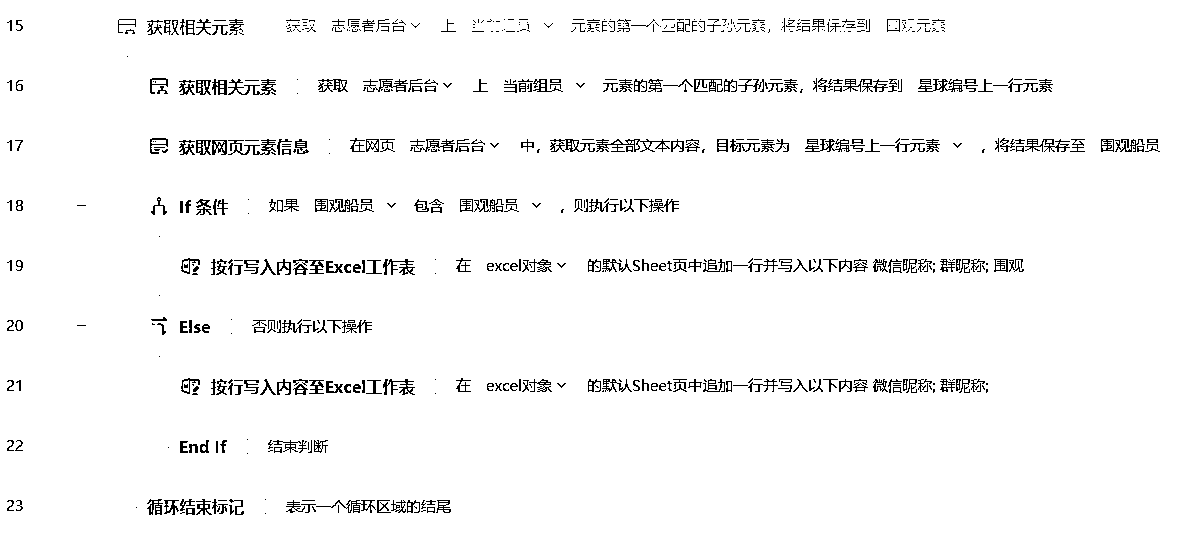 15 获取相关元素 获取 志愿者后台 上 当前组员 元素的第一个匹配的子孙元素，将结果保存到 围观元素
16 获取相关元素 获取 志愿者后台 上 当前组员 元素的第一个匹配的子孙元素，将结果保存到 星球编号上一行元素
17 获取网页元素信息 在网页 志愿者后台 中，获取元素全部文本内容，目标元素为 星球编号上一行元素 ，将结果保存至 围观船员
18 If 条件 如果 围观船员 包含 围观船员 ，则执行以下操作
19 按行写入内容至Excel工作表 在 excel对象 的默认Sheet页中追加一行并写入以下内容 微信昵称; 群昵称; 围观
20 Else 否则执行以下操作
21 按行写入内容至Excel工作表 在 excel对象 的默认Sheet页中追加一行并写入以下内容 微信昵称; 群昵称;
22 End If 结束判断
23 循环结束标记 表示一个循环区域的结尾